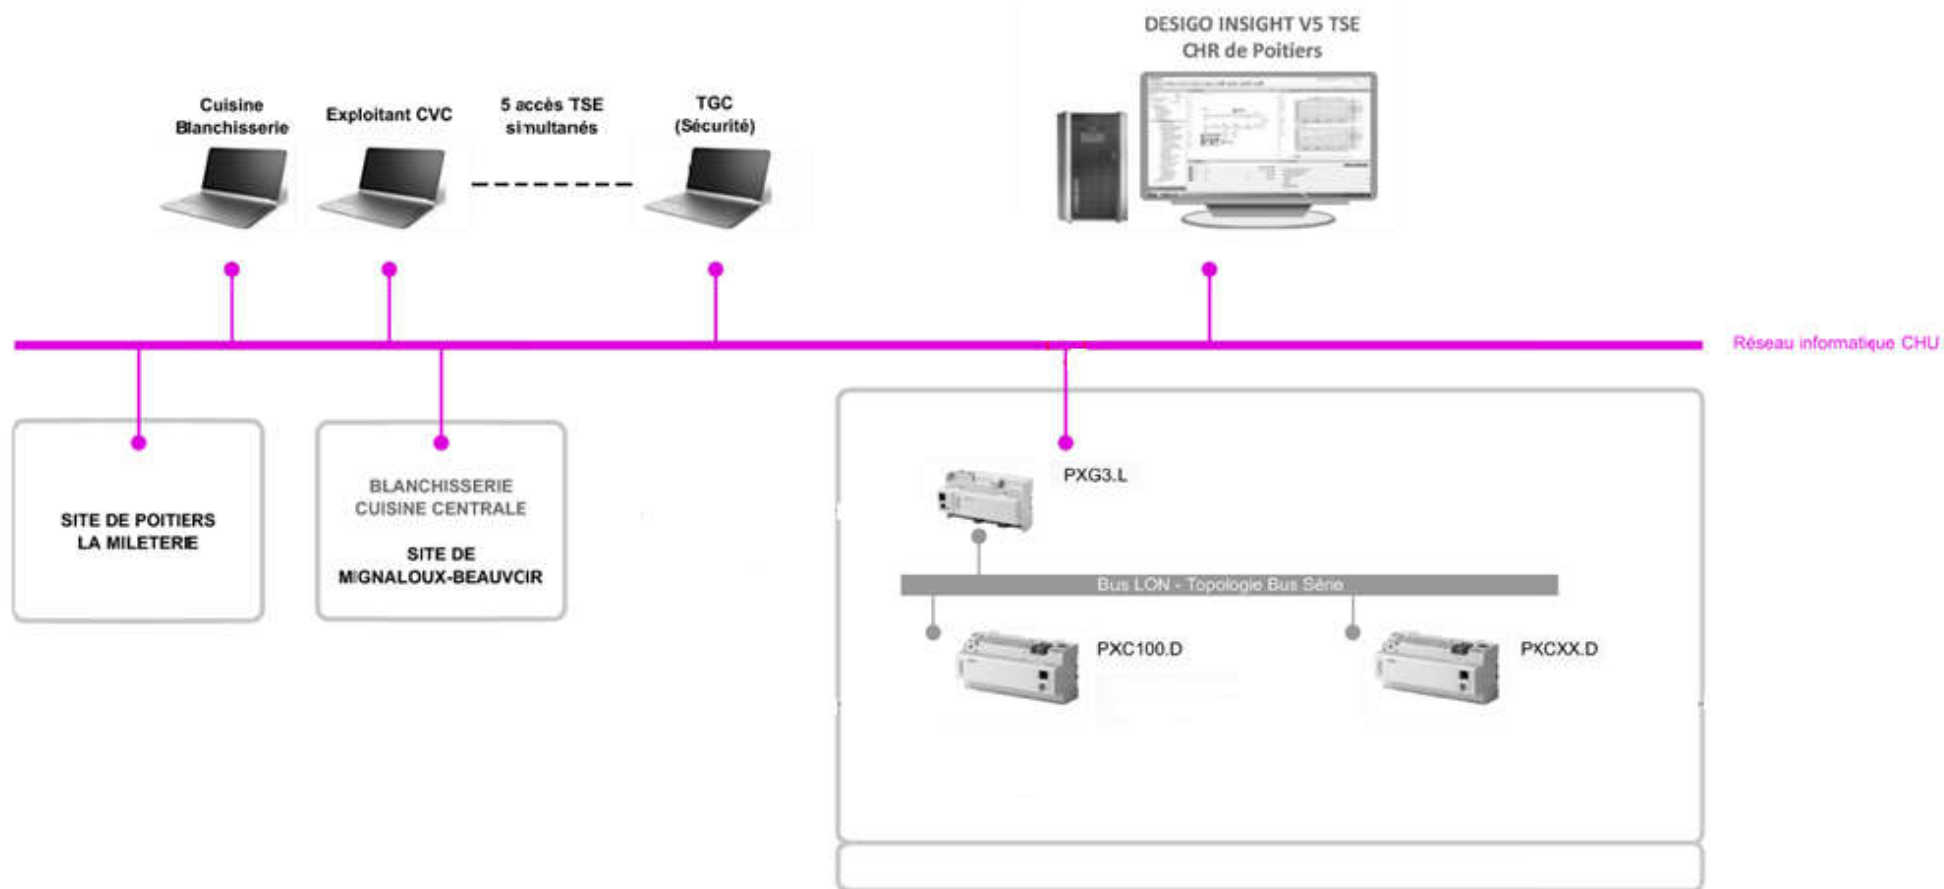 DESIGO INSIGHT V5 TSE
CHR de Poitiers
Cuisine
Blanchisserie
Exploitant CVC
5 accès TSE
simultanés
TGC
(Sécurité)
Réseau informatique CHU
SITE DE POITIERS
LA MILETERIE
BLANCHISSERIE
CUISINE CENTRALE
SITE DE
MIGNALOUX-BEAUVOIR
PXG3.L
Bus LON - Topologie Bus Série
PXC100.D
PXCXX.D